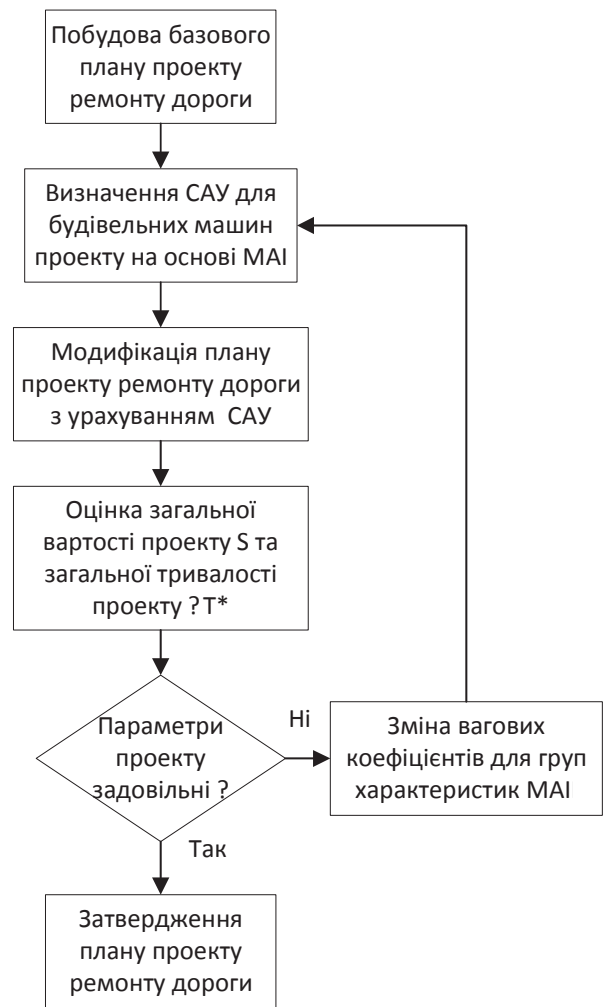 Побудова базового
плану проекту
ремонту дороги
Визначення САУ для
будівельних машин
проекту на основі МАІ
Модифікація плану
проекту ремонту дороги
з урахуванням САУ
Оцінка загальної
вартості проекту S та
загальної тривалості
проекту ?T*
Параметри
проекту
задовільні ?
Ні
Зміна вагових
коефіцієнтів для груп
характеристик МАІ
Так
Затвердження
плану проекту
ремонту дороги